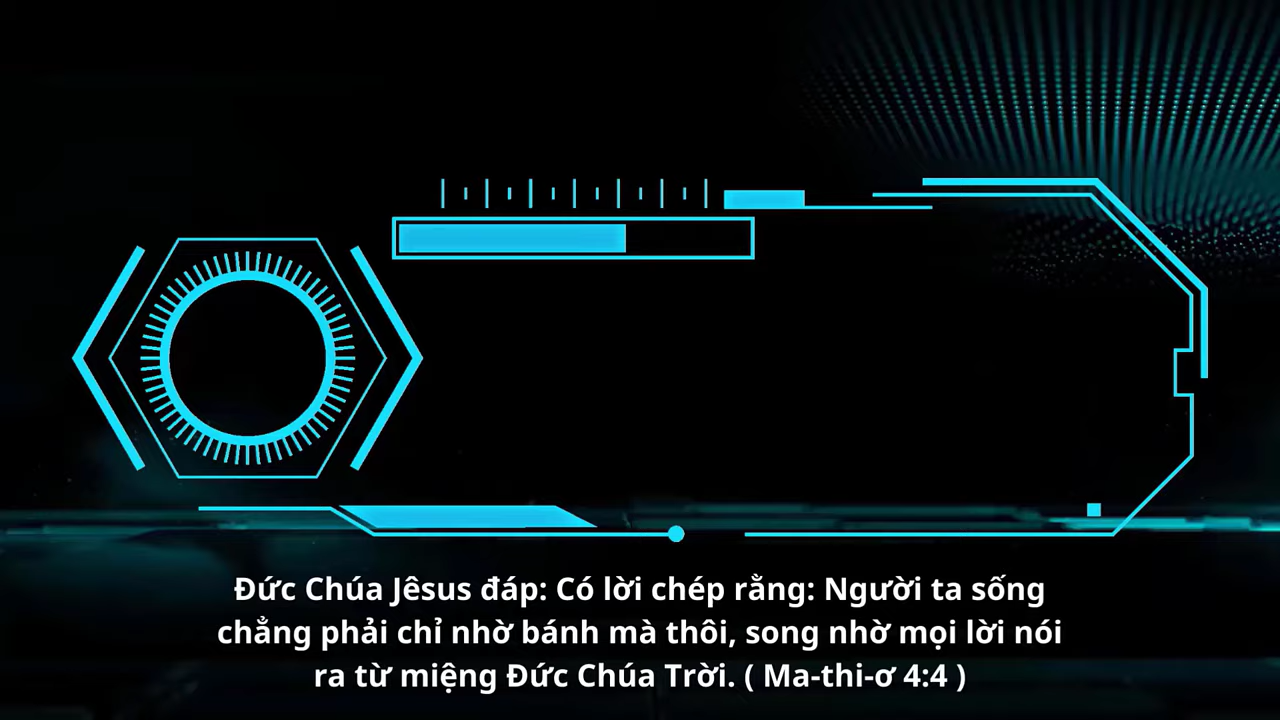 Đức Chúa Jêsus đáp: Có lời chép rằng: Người ta sống
chẳng phải chỉ nhờ bánh mà thôi, song nhờ mọi lời nói
ra từ miệng Đức Chúa Trời. ( Ma-thi-ơ 4:4 )